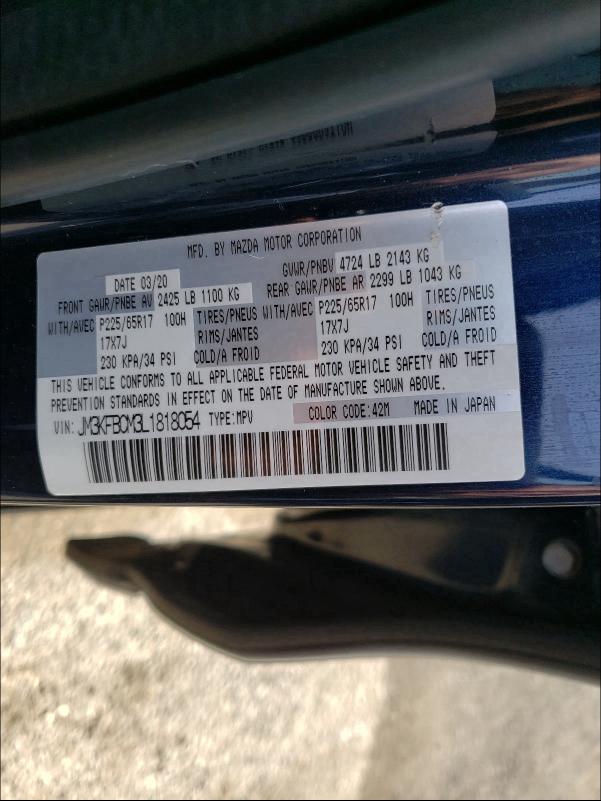 MFD. BY MAZDA MOTOR CORPORATION
DATE 03/20 GVWR/PNBV 4724 LB 2143 KG
FRONT GAWR/PNBE AV 2425 LB 1100 KG REAR GAWR/PNBE AR 2299 LB 1043 KG
WITH/AVEC P225/65R17 100H TIRES/PNEUS WITH/AVEC P225/65R17 100H TIRES/PNEUS
17X7J RIMS/JANTES 17X7J RIMS/JANTES
230 KPA/34 PSI COLD/A FROID 230 KPA/34 PSI COLD/A FROID
THIS VEHICLE CONFORMS TO ALL APPLICABLE FEDERAL MOTOR VEHICLE SAFETY AND THEFT
PREVENTION STANDARDS IN EFFECT ON THE DATE OF MANUFACTURE SHOWN ABOVE.
VIN: JM3KFBCM3L1818054 TYPE:MPV COLOR CODE:42M MADE IN JAPAN